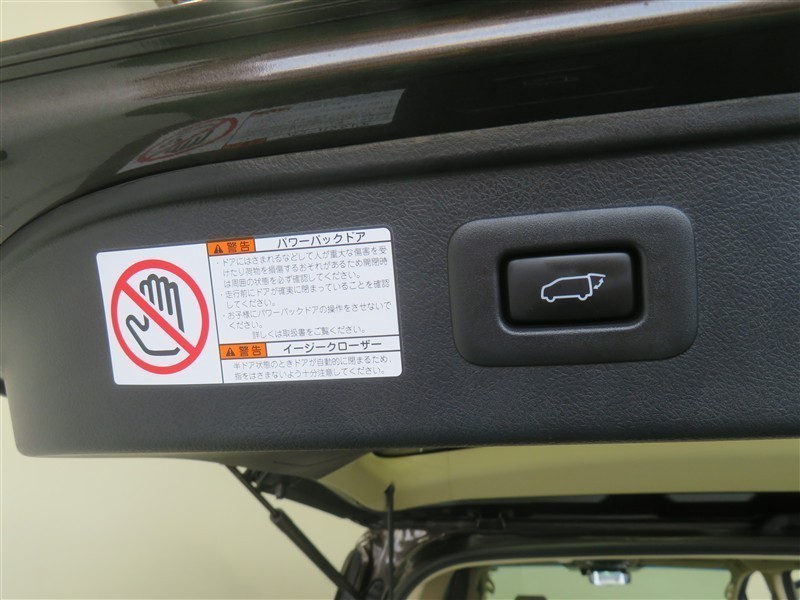 警告 パワーバックドア
・ドアにはさまれるなどして人が重大な傷害を受
けたり荷物を損傷するおそれがあるため開閉時
は周囲の状態を必ず確認してください。
・走行前にドアが確実に閉まっていることを確認
してください。
・お子様にパワーバックドアの操作をさせないで
ください。
詳しくは取扱書をご覧ください。
警告 イージークローザー
半ドア状態のときドアが自動的に閉まるため、
指をはさまないよう十分注意してください。